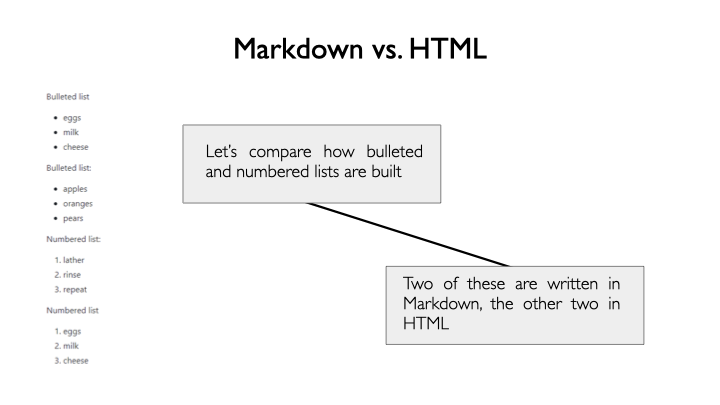 Markdown vs. HTML
Bulleted list
• eggs
• milk
• cheese
Bulleted list:
• apples
• oranges
• pears
Numbered list:
1. lather
2. rinse
3. repeat
Numbered list
1. eggs
2. milk
3. cheese
Let's compare how bulleted
and numbered lists are built
Two of these are written in
Markdown, the other two in
HTML